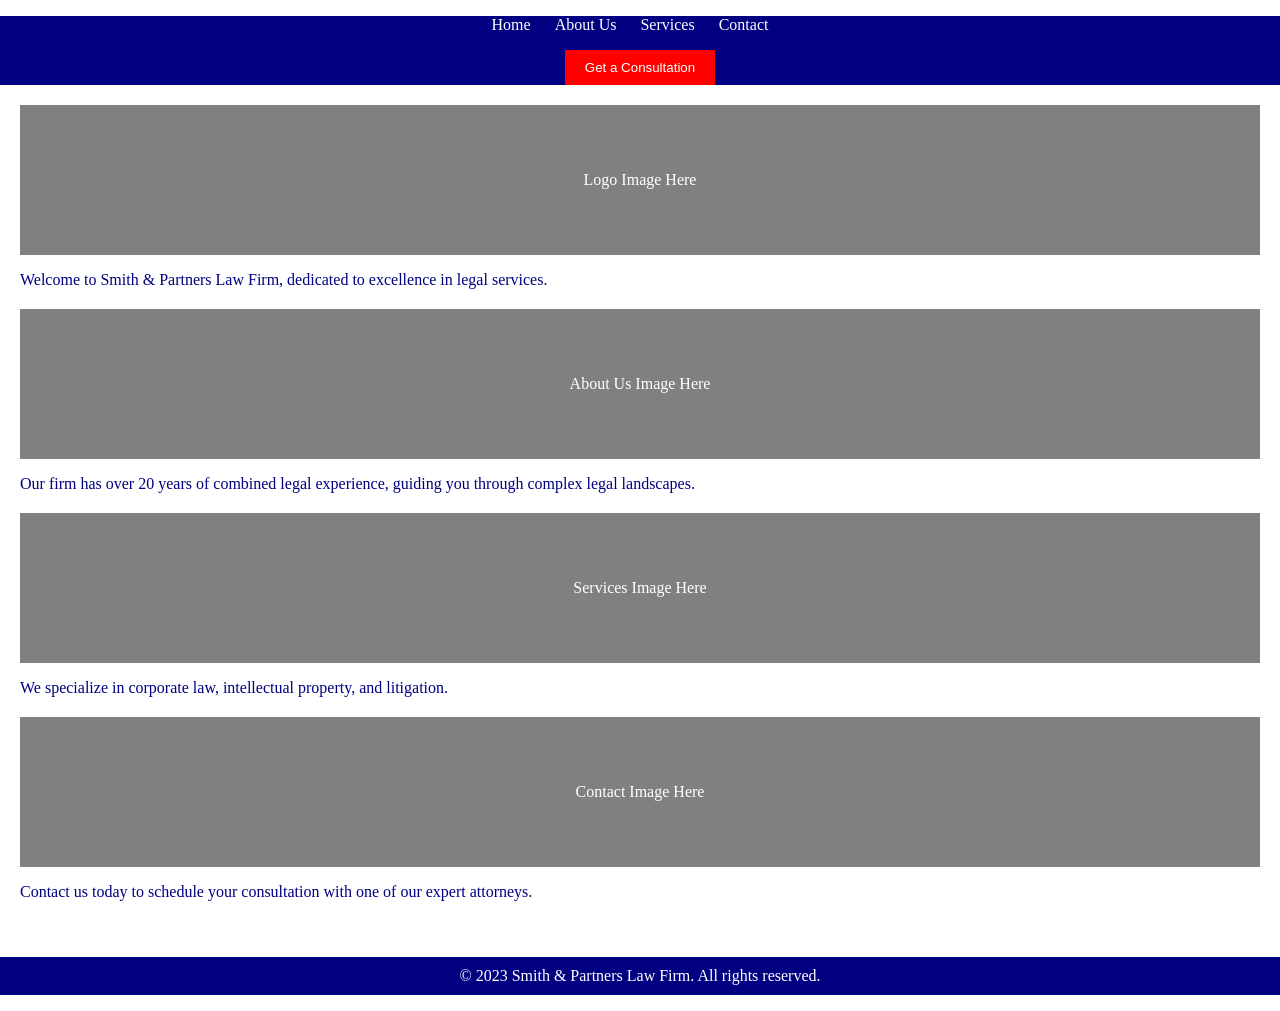 Home About Us Services Contact
Get a Consultation
Logo Image Here
Welcome to Smith & Partners Law Firm, dedicated to excellence in legal services.
About Us Image Here
Our firm has over 20 years of combined legal experience, guiding you through complex legal landscapes.
Services Image Here
We specialize in corporate law, intellectual property, and litigation.
Contact Image Here
Contact us today to schedule your consultation with one of our expert attorneys.
© 2023 Smith & Partners Law Firm. All rights reserved.